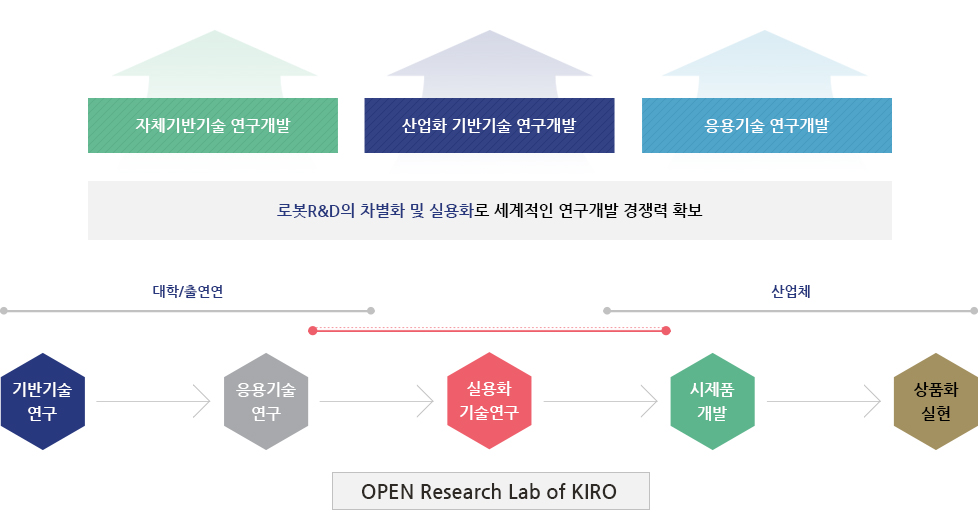 자체기반기술 연구개발
산업화 기반기술 연구개발
응용기술 연구개발
로봇R&D의 차별화 및 실용화로 세계적인 연구개발 경쟁력 확보
대학/출연연
산업체
기반기술
연구
응용기술
연구
실용화
기술연구
시제품
개발
상품화
실현
OPEN Research Lab of KIRO